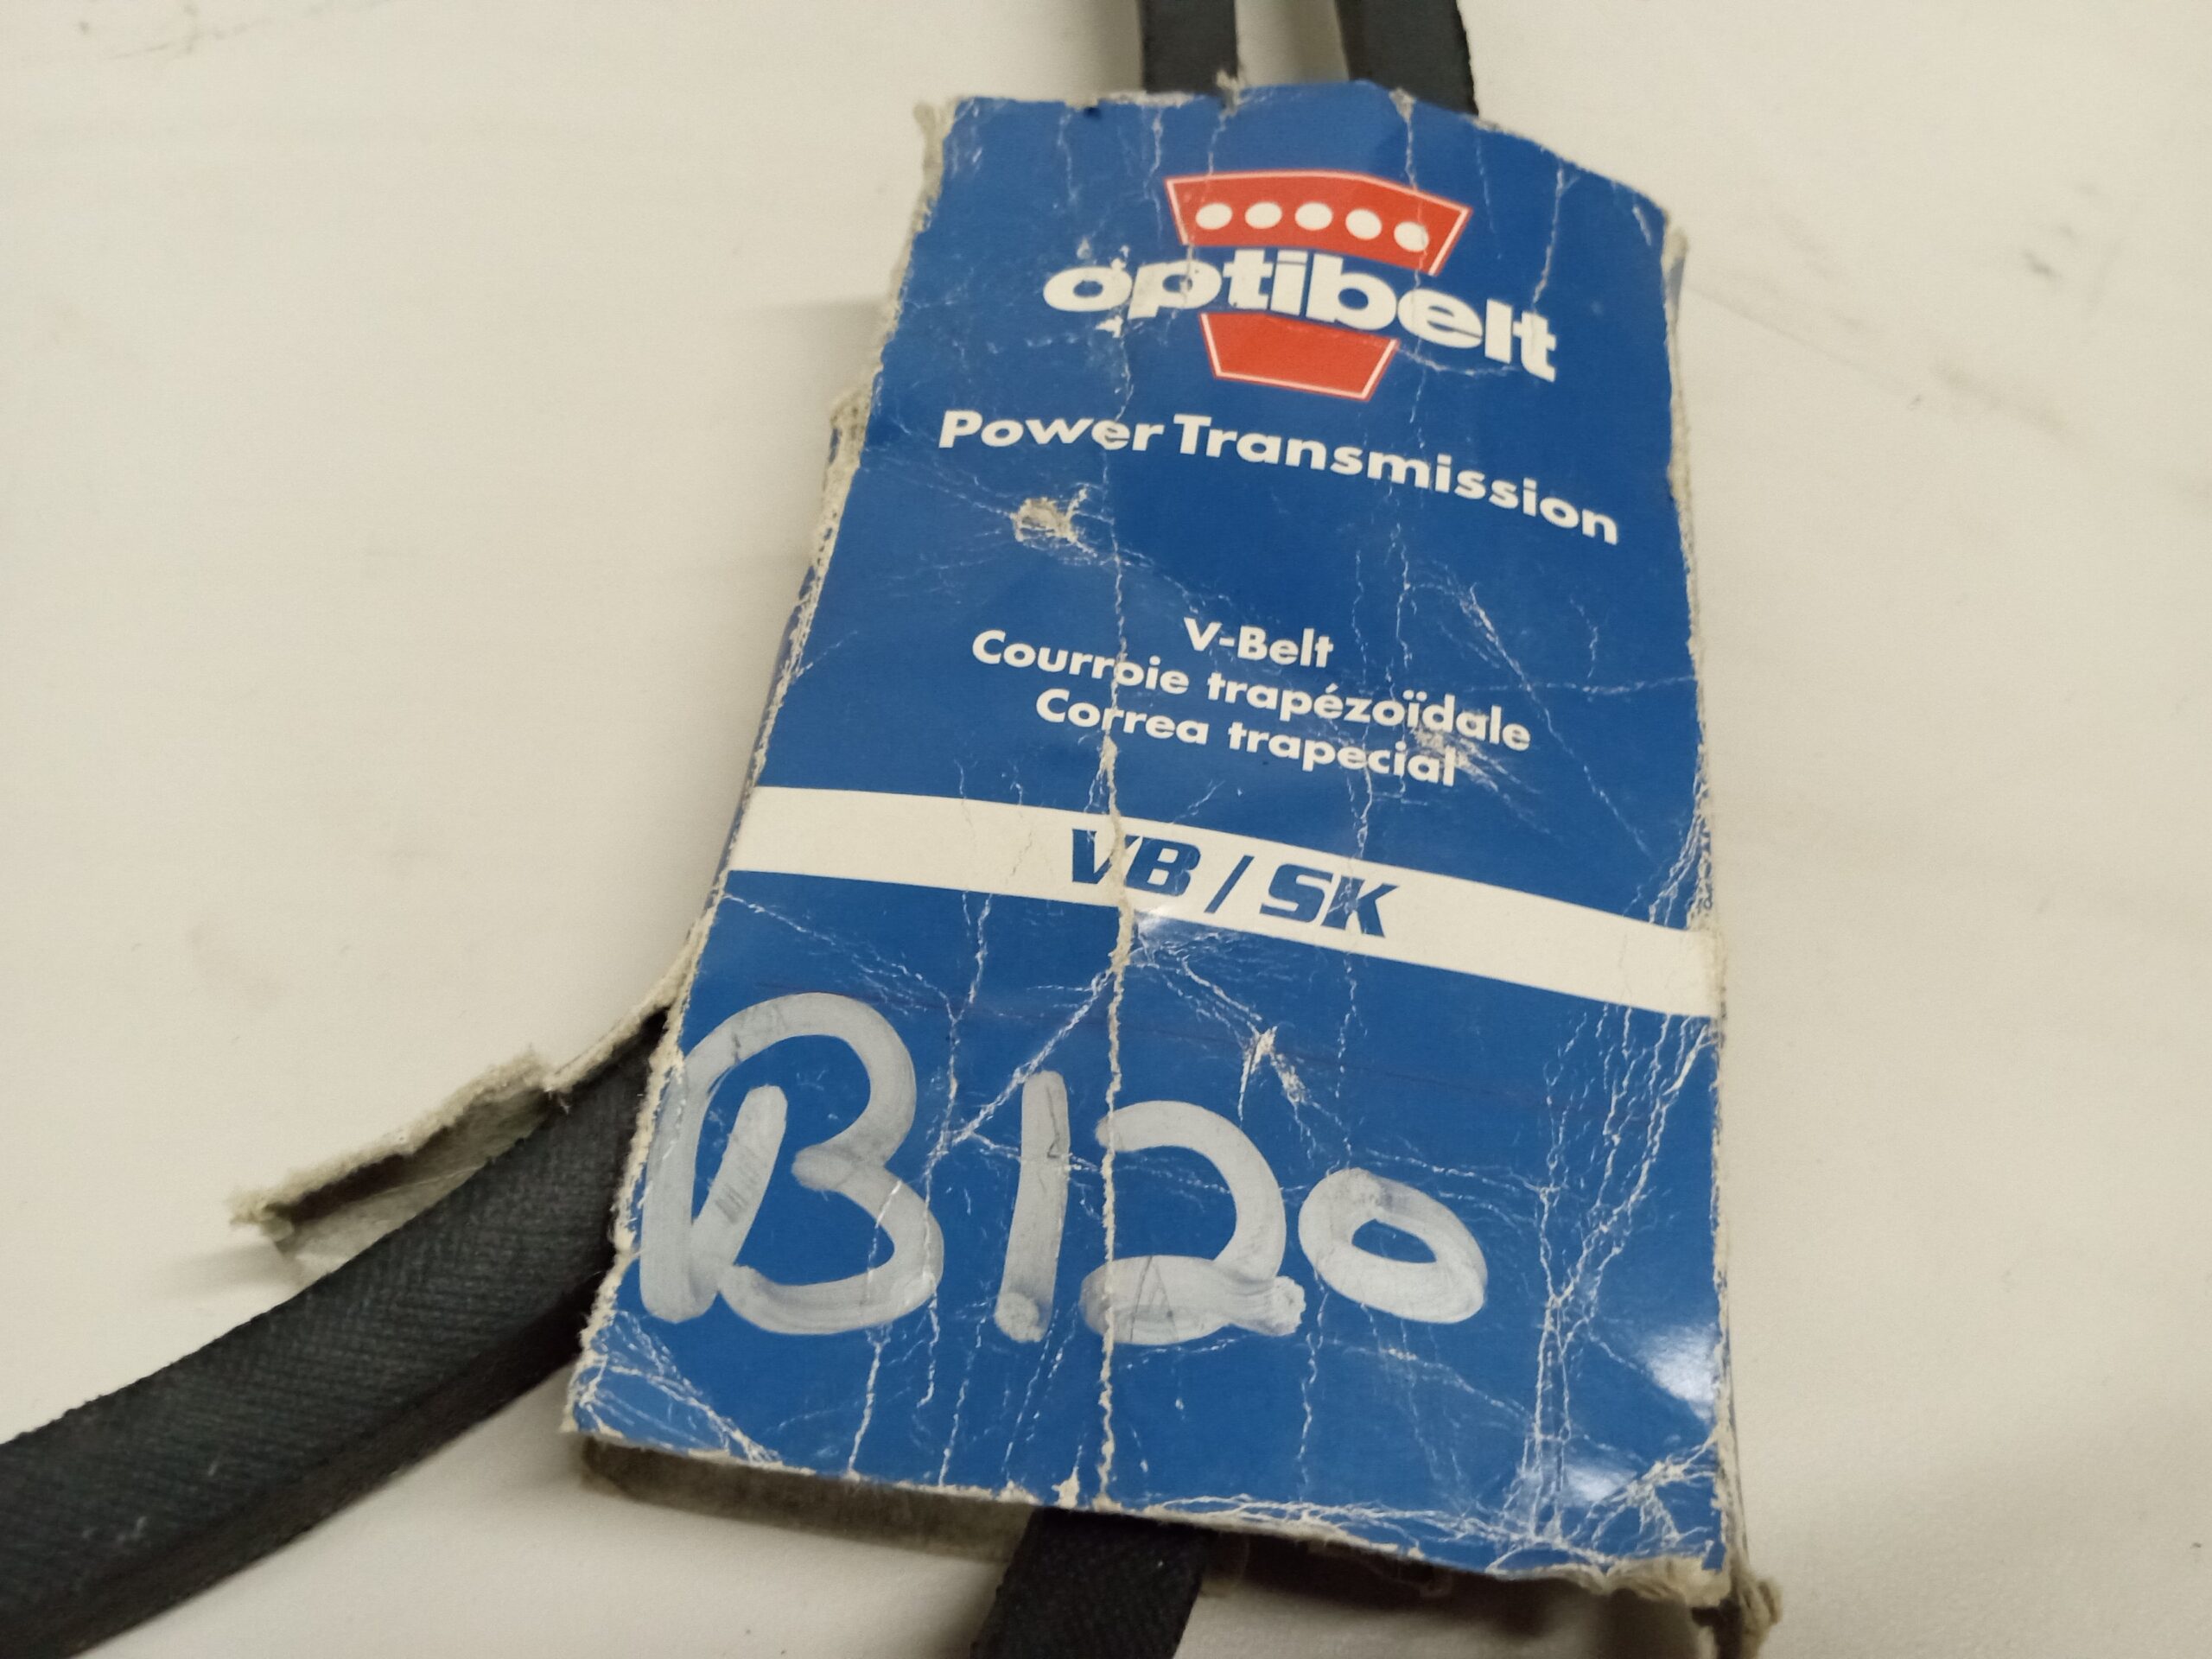 optibelt
Power Transmission
V-Belt
Courroie trapézoïdale
Correa trapecial
VB / SK
B120